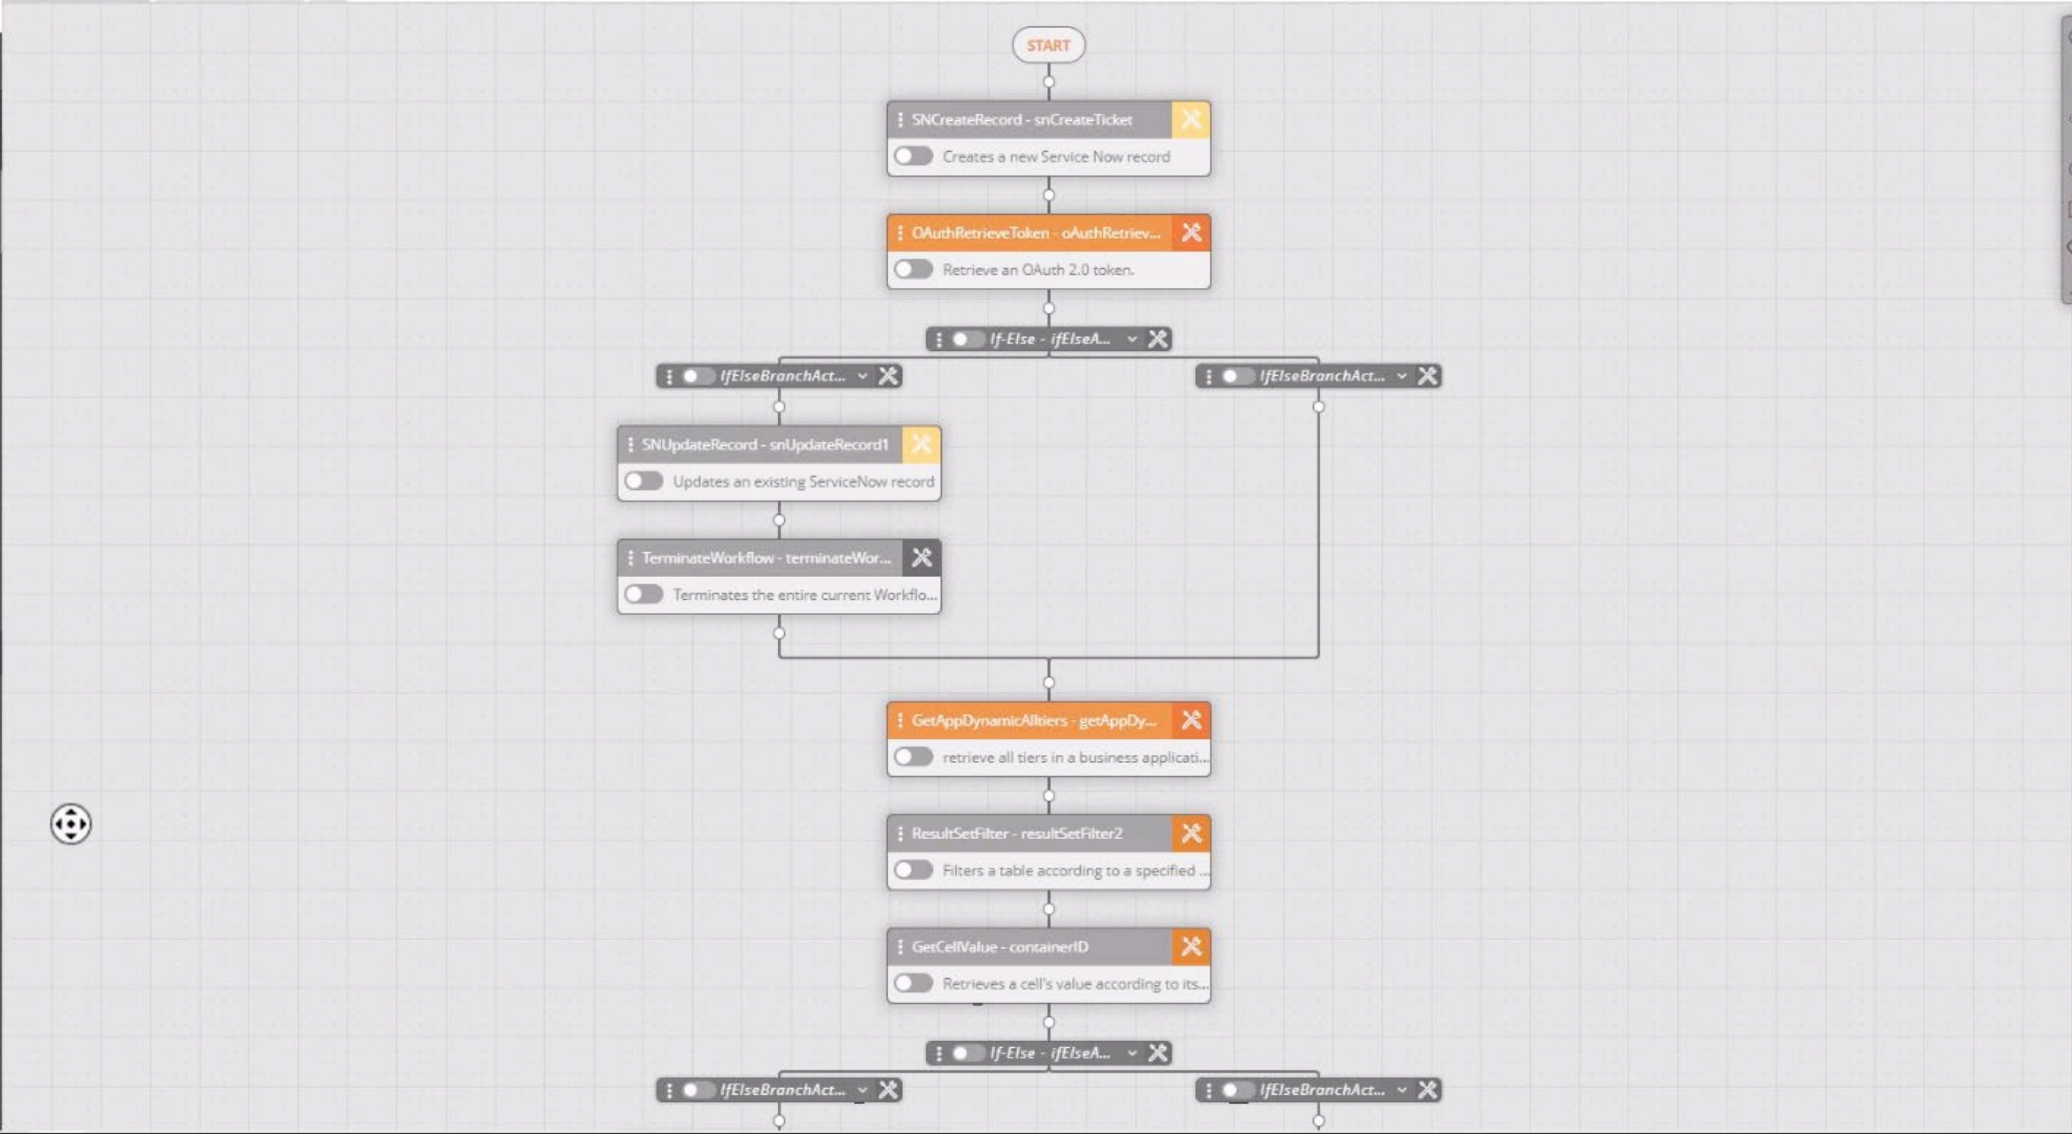 START
SNCreateRecord - snCreateTicket
Creates a new Service Now record
OAuthRetrieveToken - oAuthRetriev...
Retrieve an OAuth 2.0 token.
If-Else - ifElseA...
IfElseBranchAct...
IfElseBranchAct...
SNUpdateRecord - snUpdateRecord1
Updates an existing ServiceNow record
TerminateWorkflow - terminateWor...
Terminates the entire current Workflo...
GetAppDynamicAlltiers - getAppDy...
retrieve all tiers in a business applicati...
ResultSetFilter - resultSetFilter2
Filters a table according to a specified ...
GetCellValue - containerID
Retrieves a cell's value according to its...
If-Else - ifElseA...
IfElseBranchAct...
IfElseBranchAct...